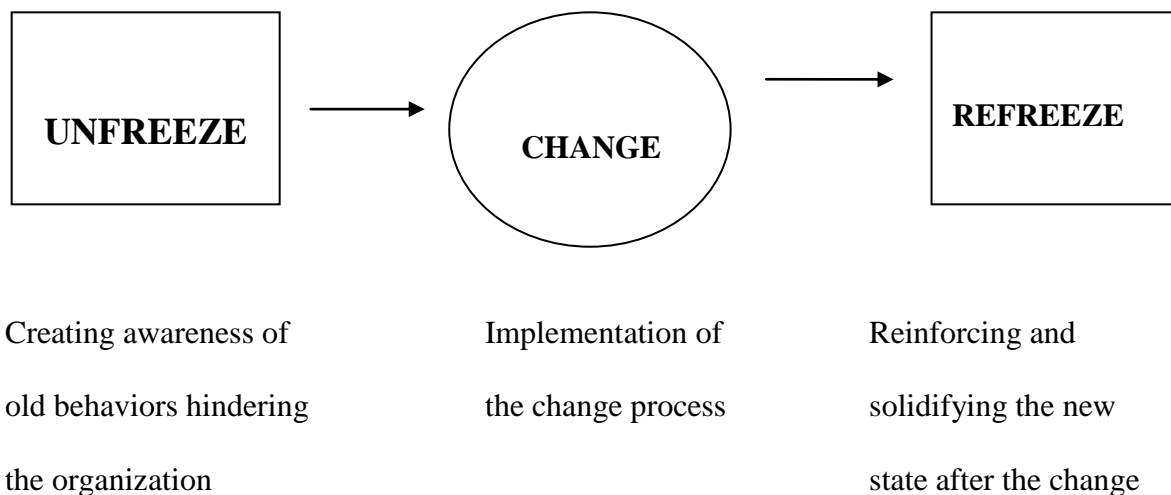 UNFREEZE
CHANGE
REFREEZE
Creating awareness of
old behaviors hindering
the organization
Implementation of
the change process
Reinforcing and
solidifying the new
state after the change